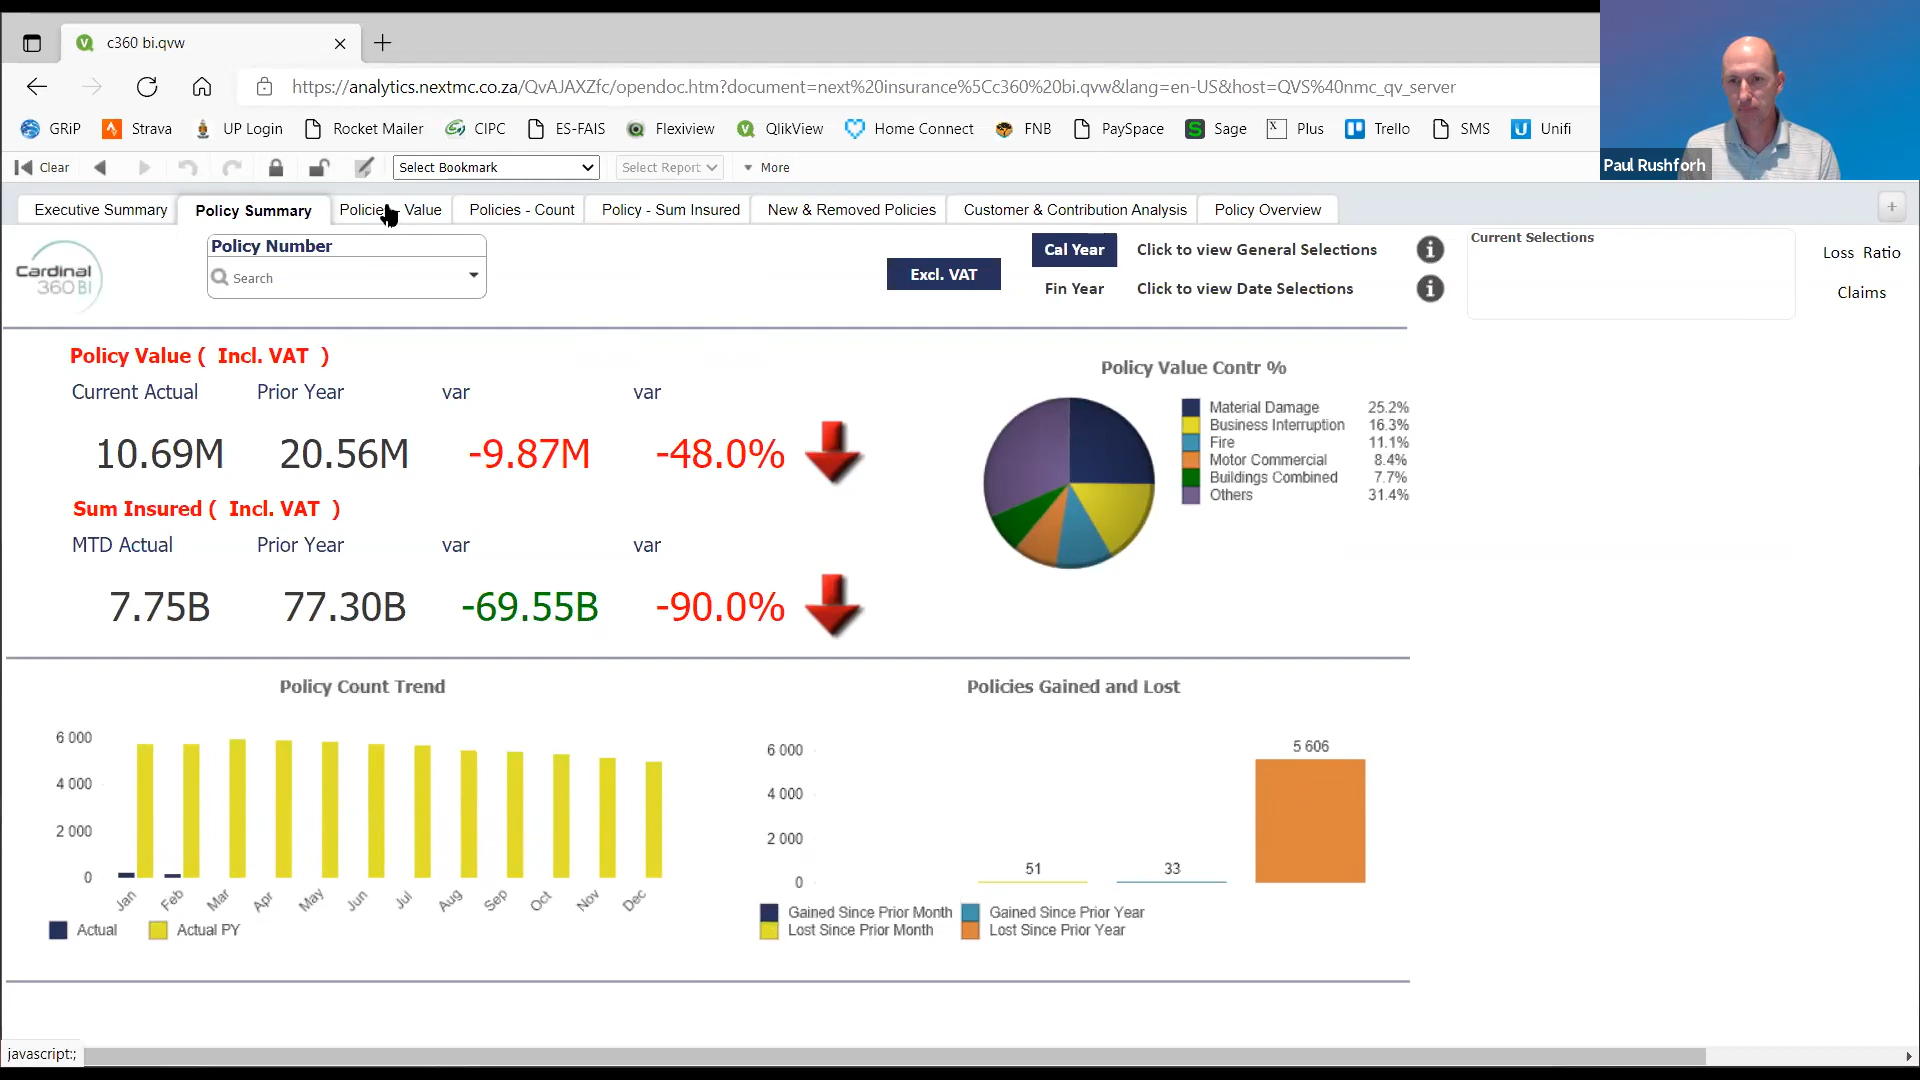 c360 bi.qvw
https://analytics.nextmc.co.za/QvAJAXZfc/opendoc.htm?document=next%20insurance%5Cc360%20bi.qvw&lang=en-US&host=QVS%40nmc_qv_server
GRiP Strava UP Login Rocket Mailer CIPC ES-FAIS Flexiview QlikView Home Connect FNB PaySpace Sage Plus Trello SMS Unifi
Paul Rushforh
Clear Select Bookmark Select Report More
Executive Summary Policy Summary Policies - Value Policies - Count Policy - Sum Insured New & Removed Policies Customer & Contribution Analysis Policy Overview
Cardinal
360 BI
Policy Number
Search
Excl. VAT
Cal Year Click to view General Selections
Fin Year Click to view Date Selections
Current Selections
Loss Ratio
Claims
Policy Value ( Incl. VAT )
Current Actual Prior Year var var
10.69M 20.56M -9.87M -48.0%
Sum Insured ( Incl. VAT )
MTD Actual Prior Year var var
7.75B 77.30B -69.55B -90.0%
Policy Value Contr %
Material Damage 25.2%
Business Interruption 16.3%
Fire 11.1%
Motor Commercial 8.4%
Buildings Combined 7.7%
Others 31.4%
Policy Count Trend
6 000
4 000
2 000
0
Jan Feb Mar Apr May Jun Jul Aug Sep Oct Nov Dec
Actual Actual PY
Policies Gained and Lost
6 000
4 000
2 000
0
51 33 5 606
Gained Since Prior Month Gained Since Prior Year
Lost Since Prior Month Lost Since Prior Year
javascript:;